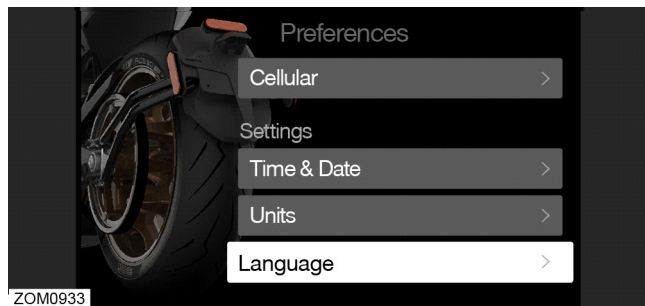 Preferences
Cellular
Settings
Time & Date
Units
Language
ZOM0933